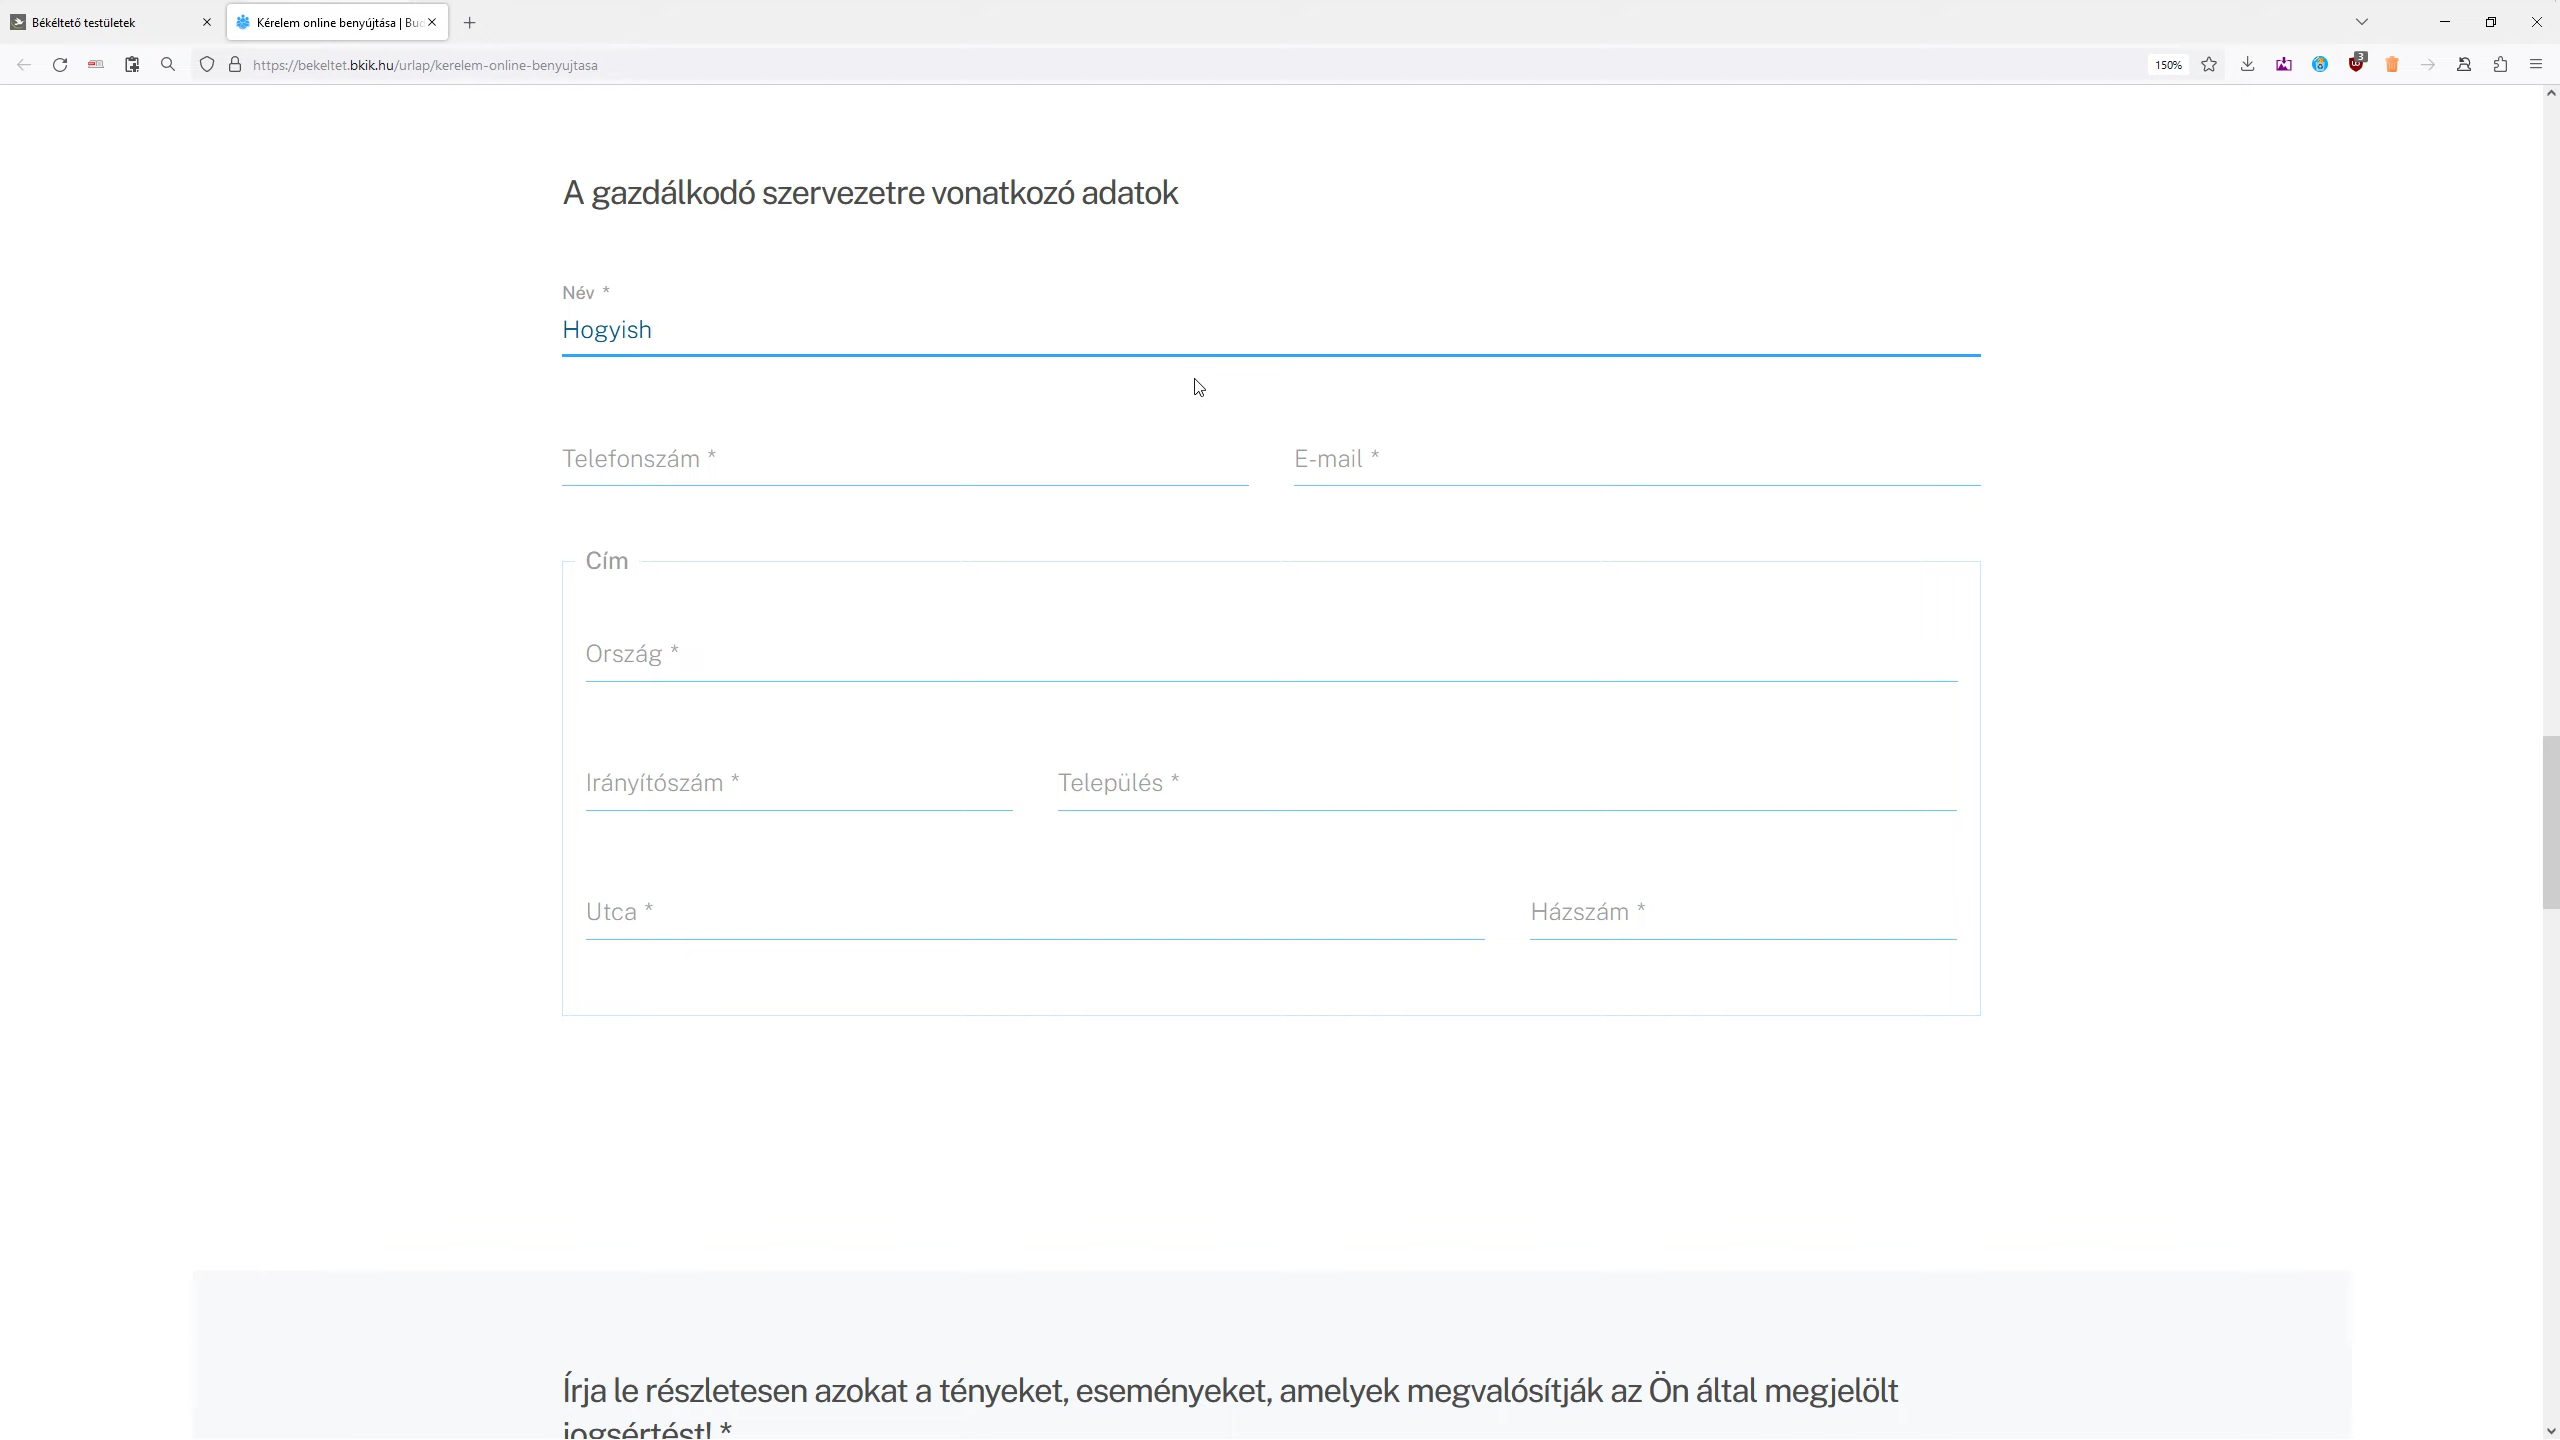 Békéltető testületek
Kérelem online benyújtása | Bud
https://bekeltet.bkik.hu/urlap/kerelem-online-benyujtasa
150%
3
A gazdálkodó szervezetre vonatkozó adatok
Név *
Hogyish
Telefonszám *
E-mail *
Cím
Ország *
Irányítószám *
Település *
Utca *
Házszám *
Írja le részletesen azokat a tényeket, eseményeket, amelyek megvalósítják az Ön által megjelölt
jogsértést! *